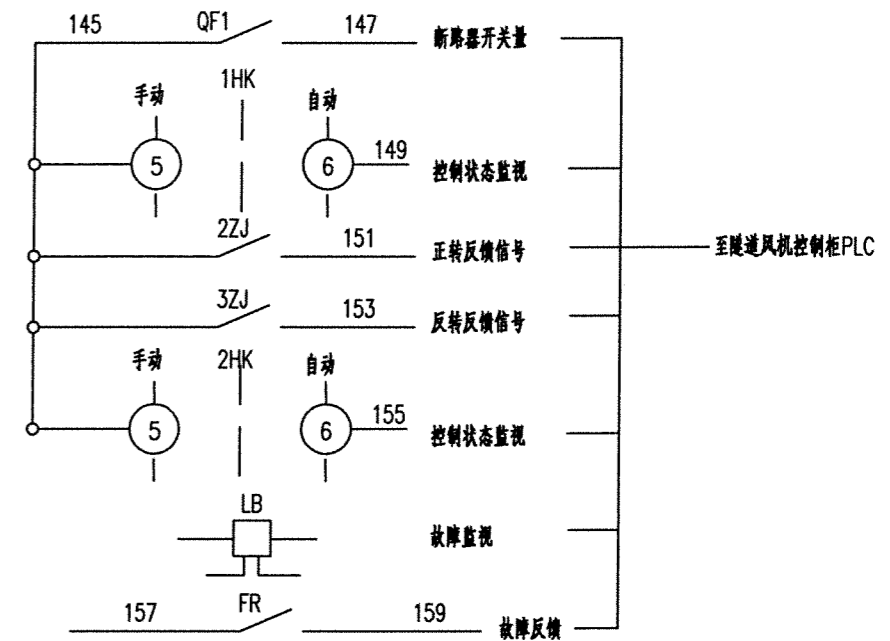 145 QF1 147 断路器开关量
手动 1HK 自动
5 6 149 控制状态监视
2ZJ 151 正转反馈信号 至隧道风机控制柜PLC
3ZJ 153 反转反馈信号
手动 2HK 自动
5 6 155 控制状态监视
LB 故障监视
157 FR 159 故障反馈